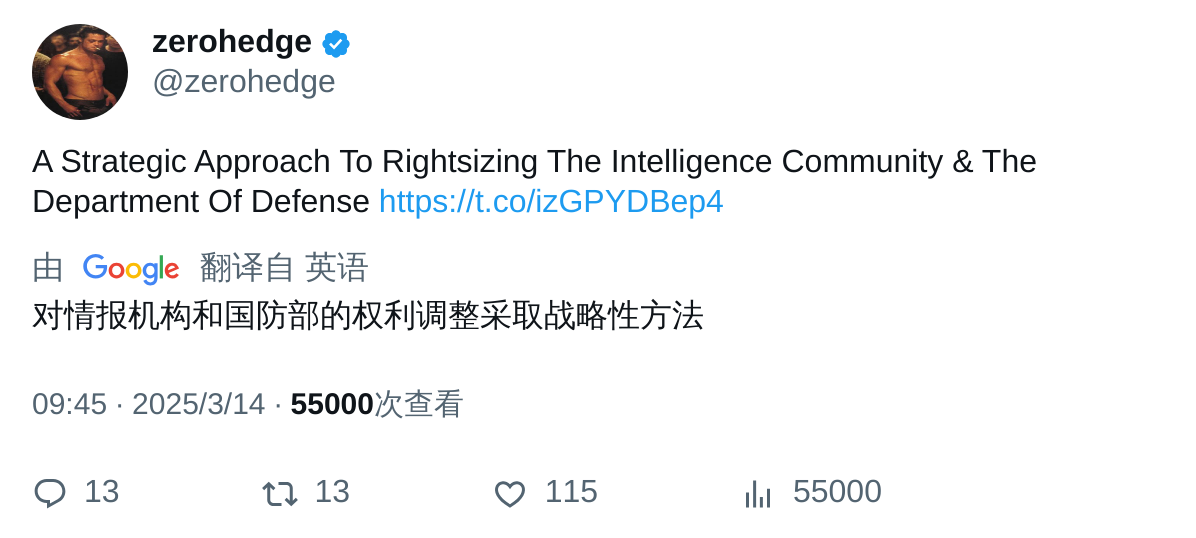 zerohedge
@zerohedge
A Strategic Approach To Rightsizing The Intelligence Community & The
Department Of Defense https://t.co/izGPYDBep4
由 Google 翻译自 英语
对情报机构和国防部的权利调整采取战略性方法
09:45 · 2025/3/14 · 55000次查看
13 13 115 55000